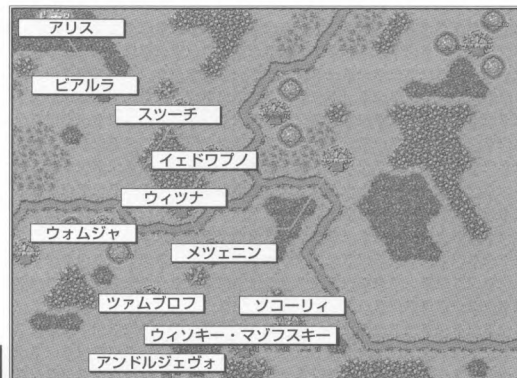 アリス
ビアルラ
スツーチ
イェドワブノ
ウィツナ
ウォムジャ
メツェニン
ツァムブロフ
ソコーリィ
ウィソキー・マゾフスキー
アンドルジェヴォ